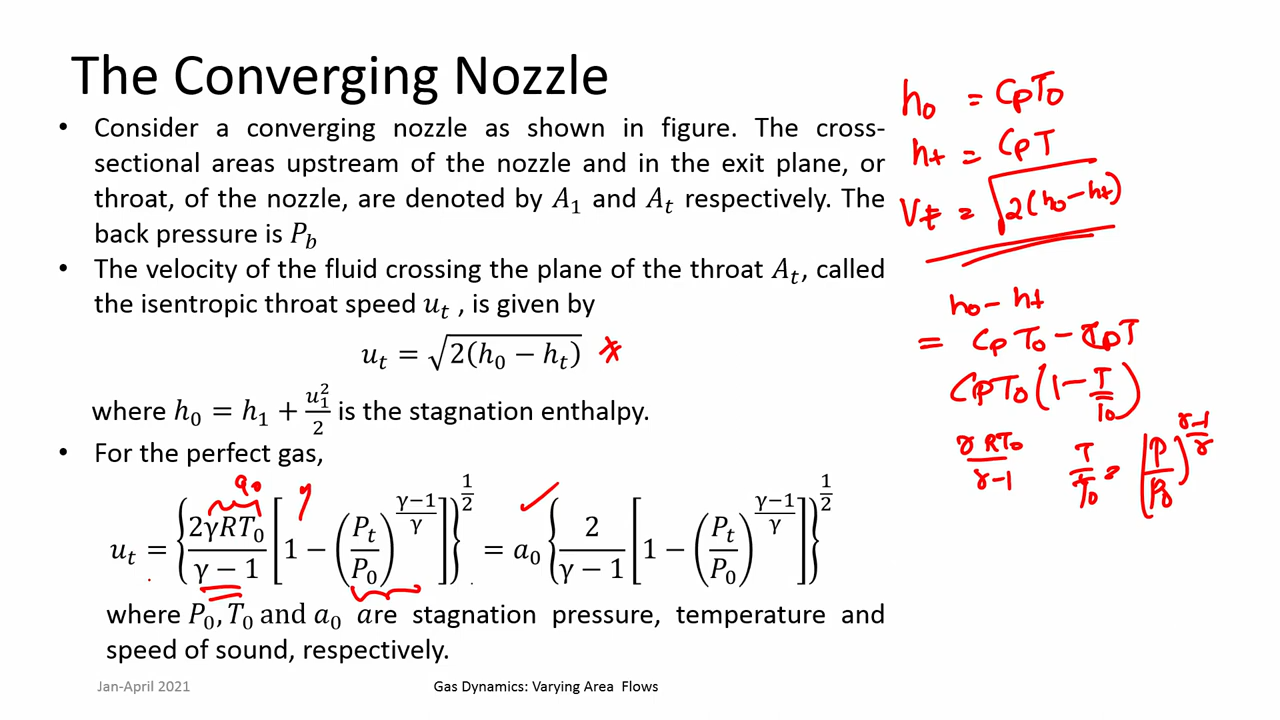 The Converging Nozzle
• Consider a converging nozzle as shown in figure. The cross-
sectional areas upstream of the nozzle and in the exit plane, or
throat, of the nozzle, are denoted by A₁ and Aₜ respectively. The
back pressure is P_b
• The velocity of the fluid crossing the plane of the throat Aₜ, called
the isentropic throat speed uₜ , is given by
uₜ = √(2(h₀ − hₜ)) *
where h₀ = h₁ + u₁²/2 is the stagnation enthalpy.
• For the perfect gas,
a₀
uₜ = {2γRT₀/(γ−1) [1 − (Pₜ/P₀)^((γ−1)/γ)]}^(1/2) = a₀ {2/(γ−1) [1 − (Pₜ/P₀)^((γ−1)/γ)]}^(1/2)
where P₀, T₀ and a₀ are stagnation pressure, temperature and
speed of sound, respectively.
h₀ = CpT₀
hₜ = CpT
Vₜ = √(2(h₀−hₜ))
h₀ − hₜ
= CpT₀ − CpT
CpT₀(1 − T/T₀)
γRT₀/(γ−1) T/T₀ = (P/P₀)^((γ−1)/γ)
Jan-April 2021
Gas Dynamics: Varying Area Flows